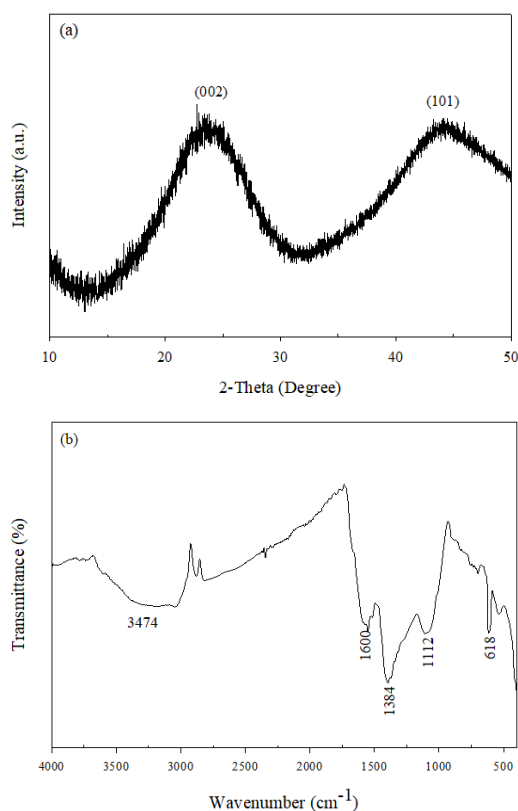 (a)
(002)
(101)
Intensity (a.u.)
10 20 30 40 50
2-Theta (Degree)
(b)
Transmittance (%)
3474
1600
1384
1112
618
4000 3500 3000 2500 2000 1500 1000 500
Wavenumber (cm-1)